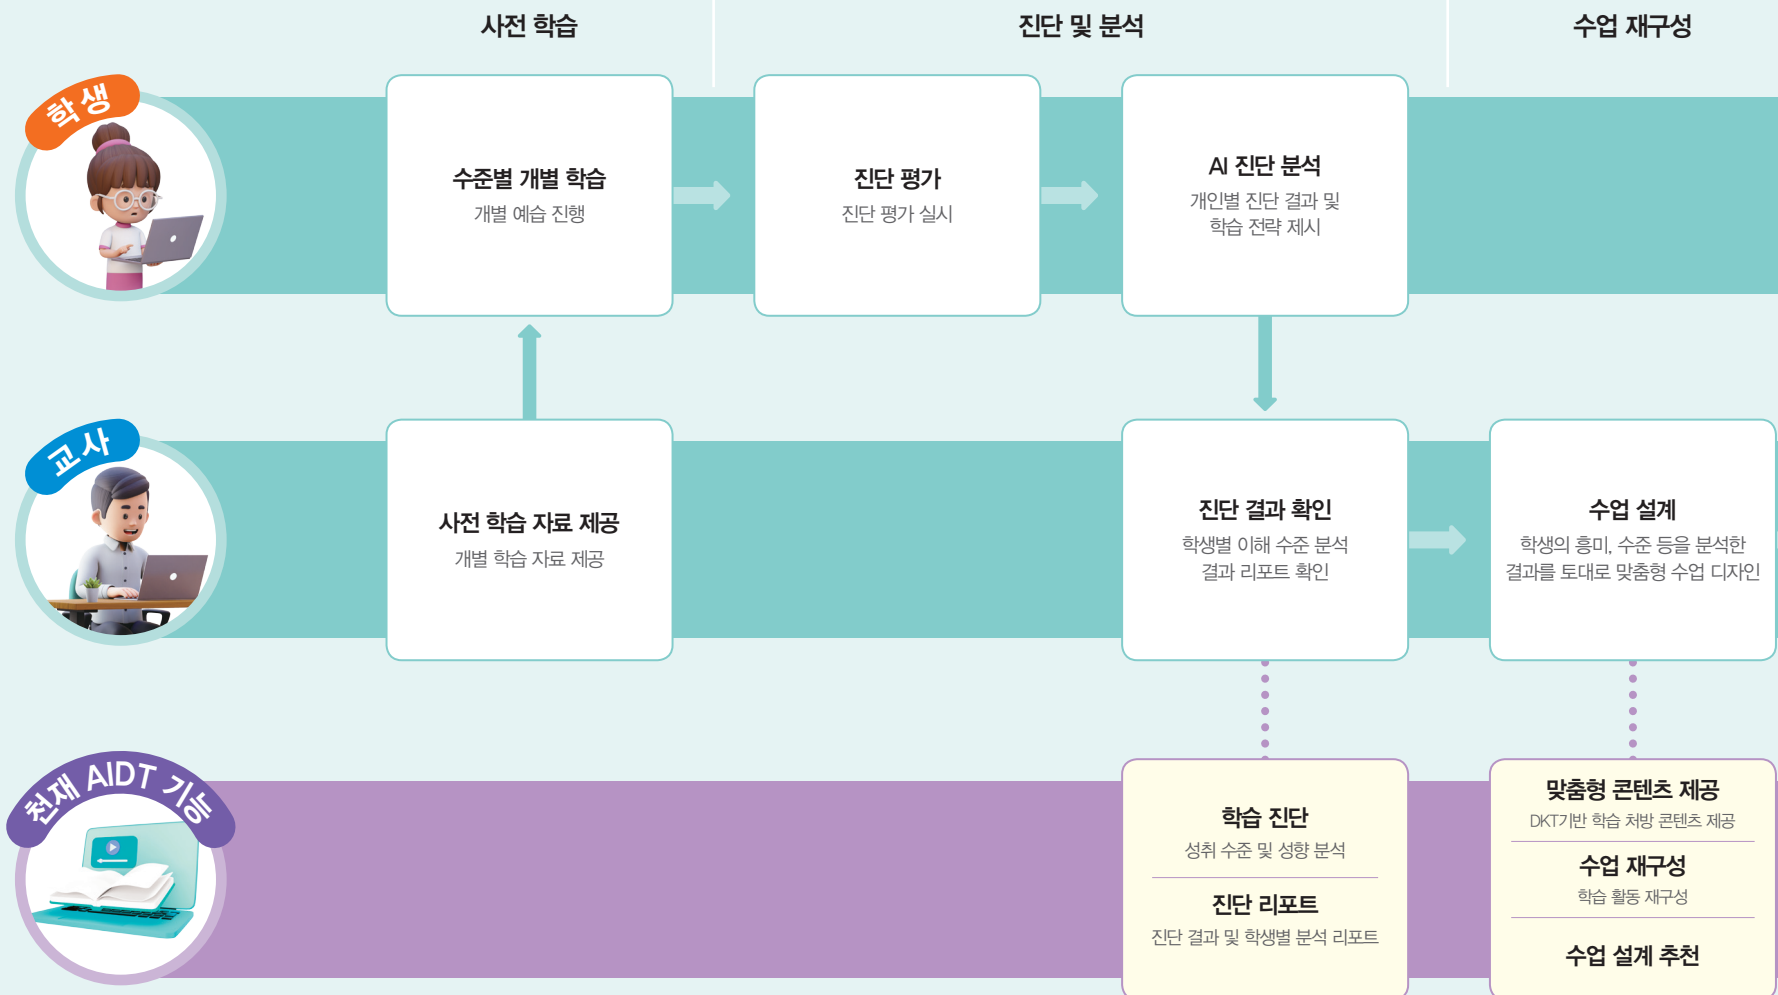 사전 학습
진단 및 분석
수업 재구성
학생
수준별 개별 학습
개별 예습 진행
진단 평가
진단 평가 실시
AI 진단 분석
개인별 진단 결과 및
학습 전략 제시
교사
사전 학습 자료 제공
개별 학습 자료 제공
진단 결과 확인
학생별 이해 수준 분석
결과 리포트 확인
수업 설계
학생의 흥미, 수준 등을 분석한
결과를 토대로 맞춤형 수업 디자인
천재 AIDT 기능
학습 진단
성취 수준 및 성향 분석
진단 리포트
진단 결과 및 학생별 분석 리포트
맞춤형 콘텐츠 제공
DKT기반 학습 처방 콘텐츠 제공
수업 재구성
학습 활동 재구성
수업 설계 추천